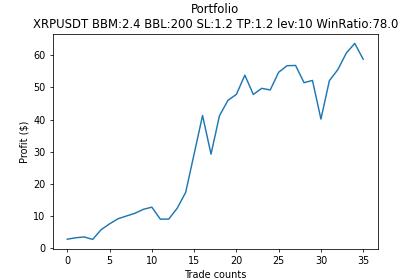 Portfolio
XRPUSDT BBM:2.4 BBL:200 SL:1.2 TP:1.2 lev:10 WinRatio:78.0
60
50
40
30
20
10
0
Profit ($)
0 5 10 15 20 25 30 35
Trade counts